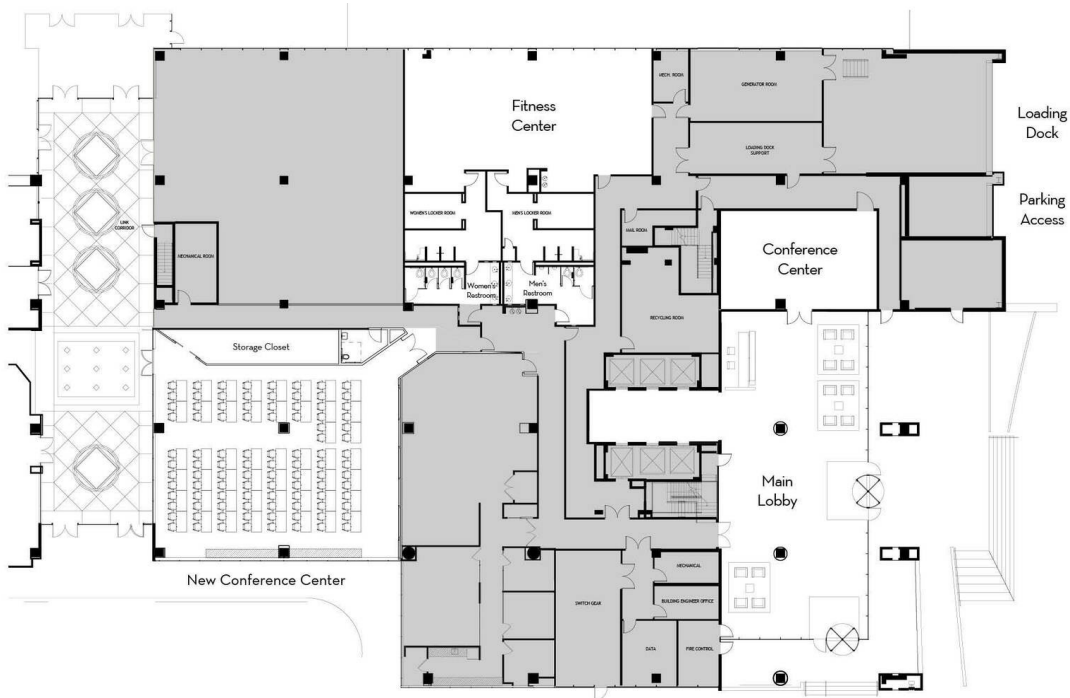 MECH. ROOM
GENERATOR ROOM
Fitness
Center
Loading
Dock
LOADING DOCK
SUPPORT
WOMEN'S LOCKER ROOM
MEN'S LOCKER ROOM
Parking
Access
LINK
CORRIDOR
MAIL ROOM
MECHANICAL ROOM
Conference
Center
Women's
Restroom
Men's
Restroom
RECYCLING ROOM
Storage Closet
Main
Lobby
New Conference Center
MECHANICAL
SWITCH GEAR
BUILDING ENGINEER OFFICE
DATA
FIRE CONTROL